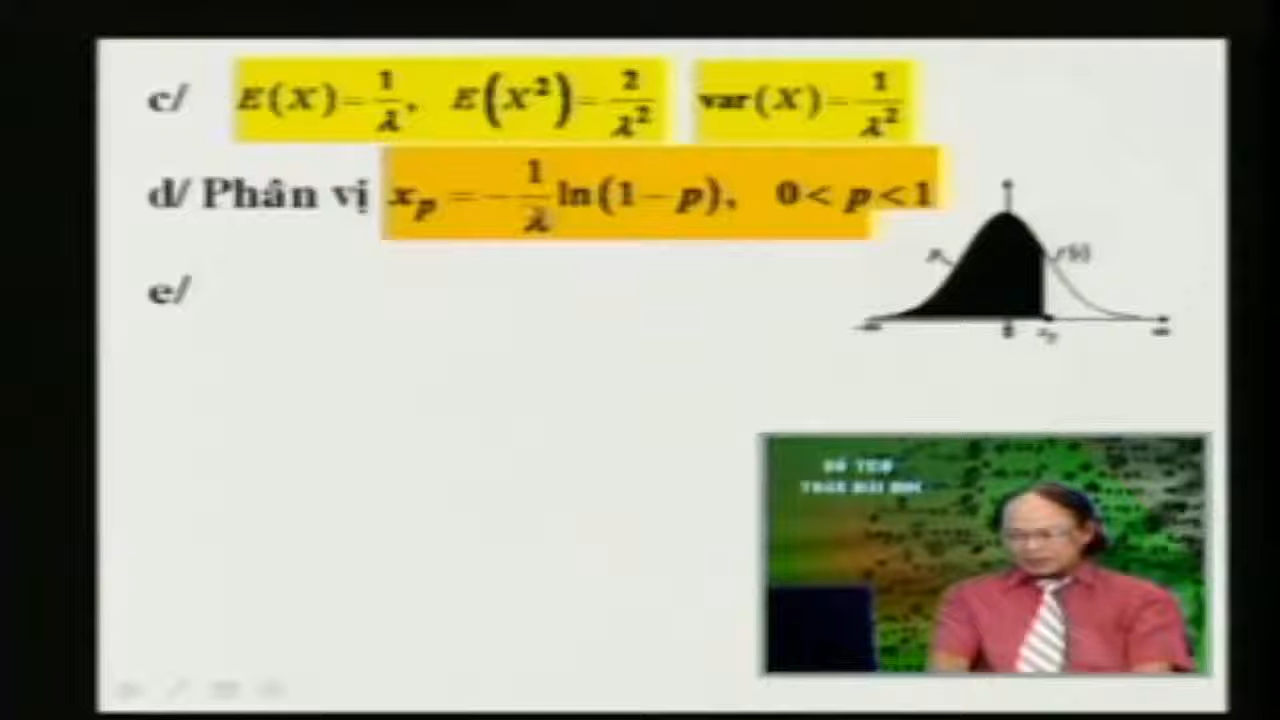 c/ E(X)=1/λ, E(X²)=2/λ² var(X)=1/λ²
d/ Phân vị x_p = -1/λ ln(1-p), 0<p<1
e/